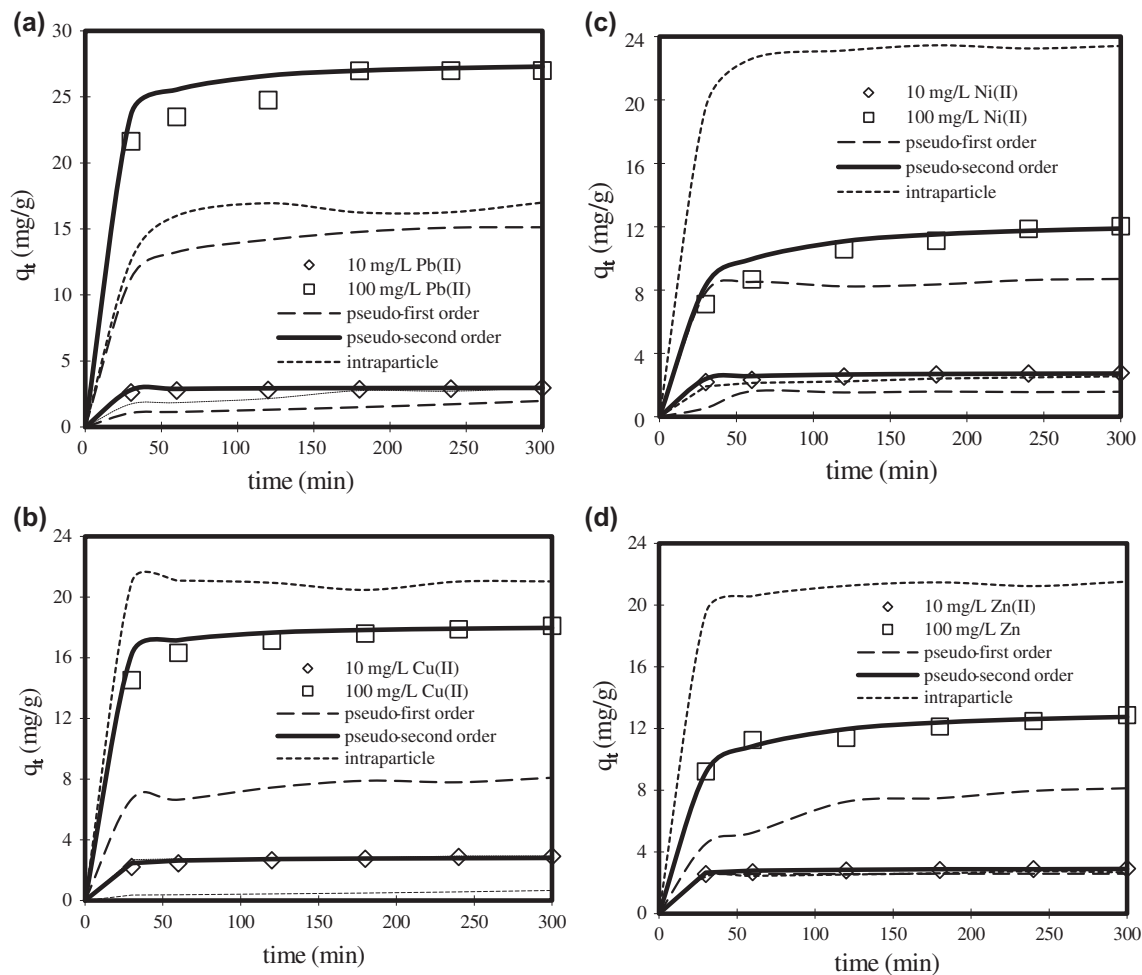 (a)
30
25
20
15
10
5
0
0 50 100 150 200 250 300
q_t (mg/g)
time (min)
10 mg/L Pb(II)
100 mg/L Pb(II)
pseudo-first order
pseudo-second order
intraparticle
(c)
24
20
16
12
8
4
0
0 50 100 150 200 250 300
q_t (mg/g)
time (min)
10 mg/L Ni(II)
100 mg/L Ni(II)
pseudo-first order
pseudo-second order
intraparticle
(b)
24
20
16
12
8
4
0
0 50 100 150 200 250 300
q_t (mg/g)
time (min)
10 mg/L Cu(II)
100 mg/L Cu(II)
pseudo-first order
pseudo-second order
intraparticle
(d)
24
20
16
12
8
4
0
0 50 100 150 200 250 300
q_t (mg/g)
time (min)
10 mg/L Zn(II)
100 mg/L Zn
pseudo-first order
pseudo-second order
intraparticle